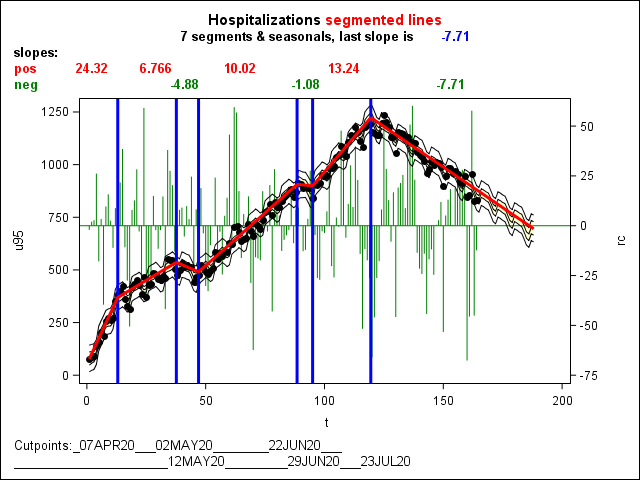 Hospitalizations segmented lines
7 segments & seasonals, last slope is -7.71
slopes:
pos 24.32 6.766 10.02 13.24
neg -4.88 -1.08 -7.71
1250
1000
750
500
250
0
u95
50
25
0
-25
-50
-75
rc
0 50 100 150 200
t
Cutpoints:_07APR20___02MAY20________22JUN20___
______________________12MAY20_________29JUN20___23JUL20